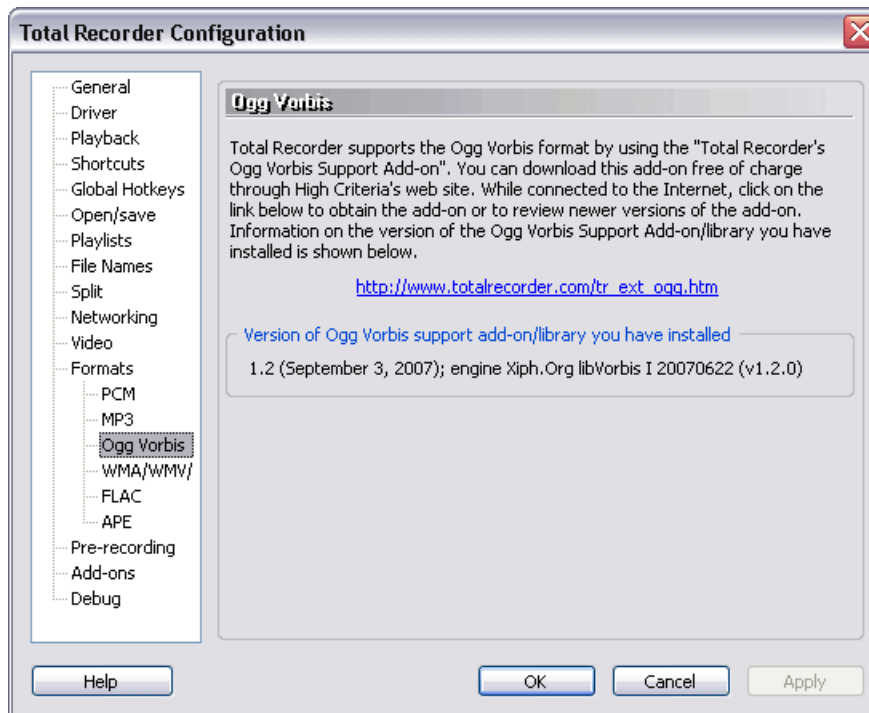 Total Recorder Configuration
General
Driver
Playback
Shortcuts
Global Hotkeys
Open/save
Playlists
File Names
Split
Networking
Video
Formats
PCM
MP3
Ogg Vorbis
WMA/WMV/
FLAC
APE
Pre-recording
Add-ons
Debug
Ogg Vorbis
Total Recorder supports the Ogg Vorbis format by using the "Total Recorder's
Ogg Vorbis Support Add-on". You can download this add-on free of charge
through High Criteria's web site. While connected to the Internet, click on the
link below to obtain the add-on or to review newer versions of the add-on.
Information on the version of the Ogg Vorbis Support Add-on/library you have
installed is shown below.
http://www.totalrecorder.com/tr_ext_ogg.htm
Version of Ogg Vorbis support add-on/library you have installed
1.2 (September 3, 2007); engine Xiph.Org libVorbis I 20070622 (v1.2.0)
Help
OK
Cancel
Apply